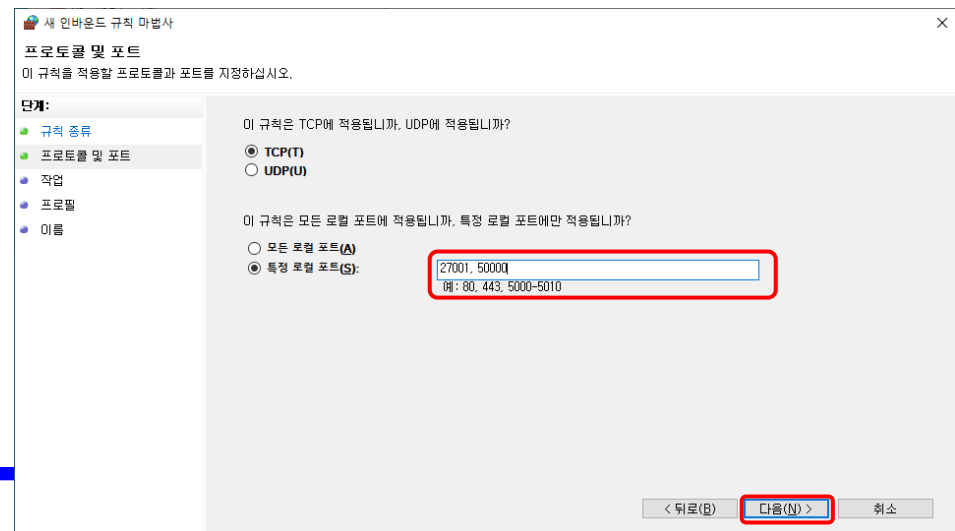 새 인바운드 규칙 마법사
프로토콜 및 포트
이 규칙을 적용할 프로토콜과 포트를 지정하십시오.
단계:
규칙 종류
프로토콜 및 포트
작업
프로필
이름
이 규칙은 TCP에 적용됩니까, UDP에 적용됩니까?
TCP(T)
UDP(U)
이 규칙은 모든 로컬 포트에 적용됩니까, 특정 로컬 포트에만 적용됩니까?
모든 로컬 포트(A)
특정 로컬 포트(S):
27001, 50000
예: 80, 443, 5000-5010
< 뒤로(B)
다음(N) >
취소